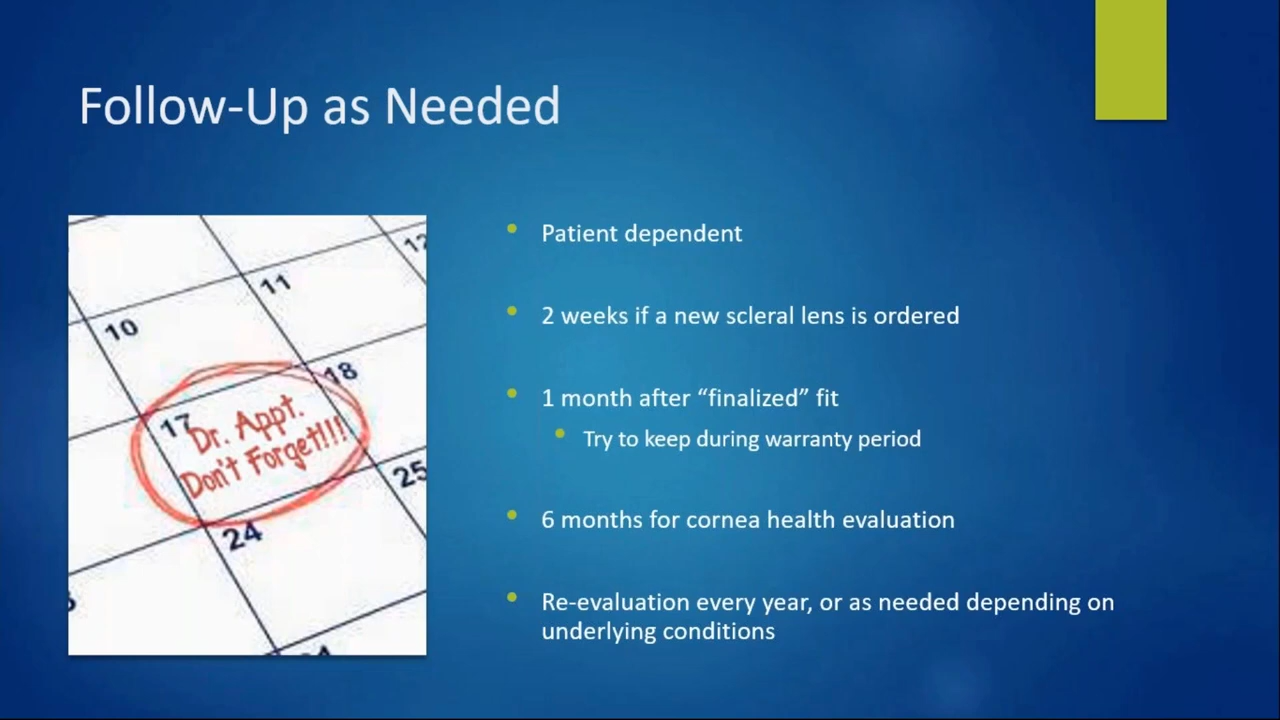 Follow-Up as Needed
12
11
10
18
17
Dr. Appt.
Don't Forget!!!
25
24
Patient dependent
2 weeks if a new scleral lens is ordered
1 month after “finalized” fit
Try to keep during warranty period
6 months for cornea health evaluation
Re-evaluation every year, or as needed depending on
underlying conditions